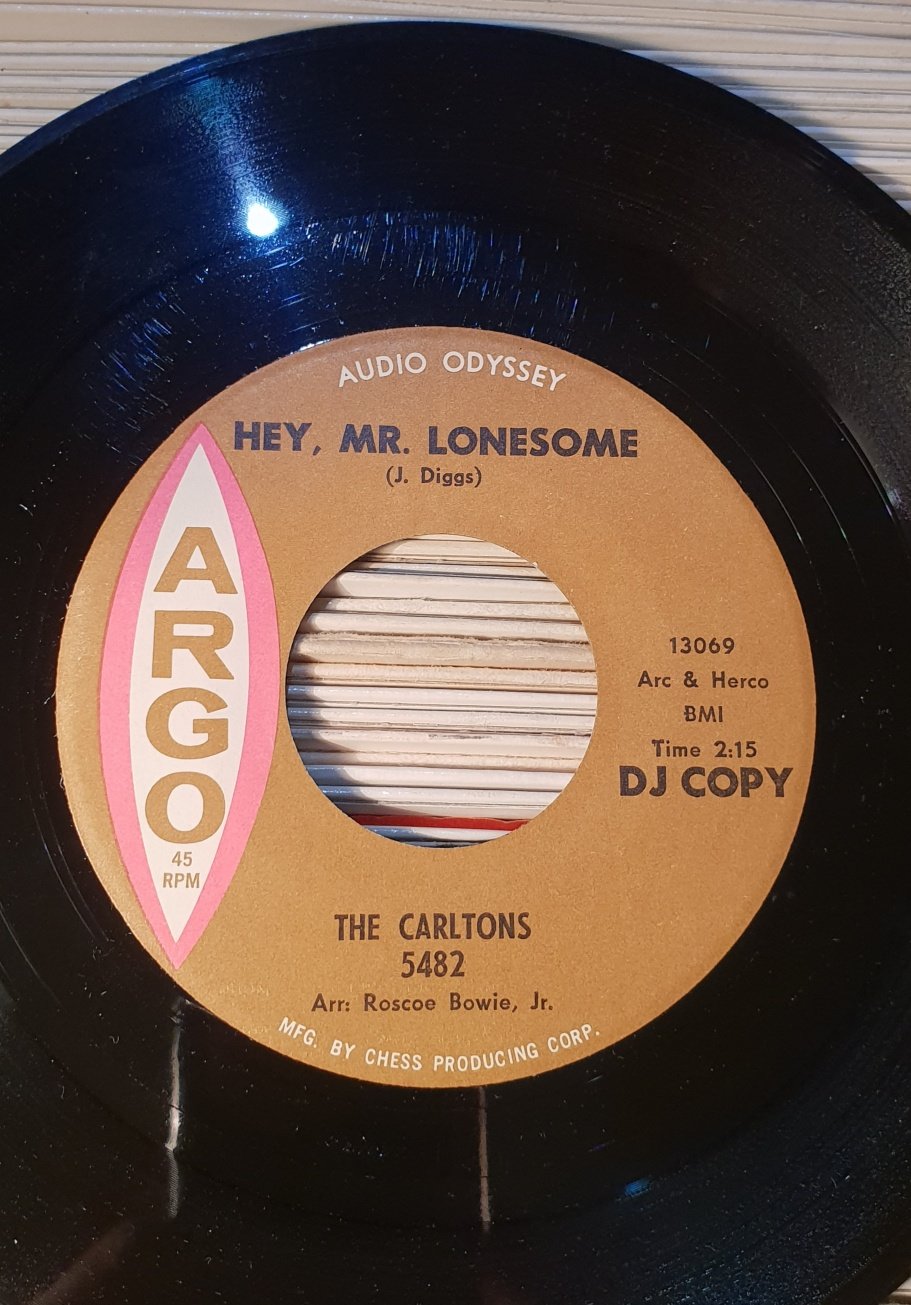 AUDIO ODYSSEY
HEY, MR. LONESOME
(J. Diggs)
ARGO
45
RPM
13069
Arc & Herco
BMI
Time 2:15
DJ COPY
THE CARLTONS
5482
Arr: Roscoe Bowie, Jr.
MFG. BY CHESS PRODUCING CORP.